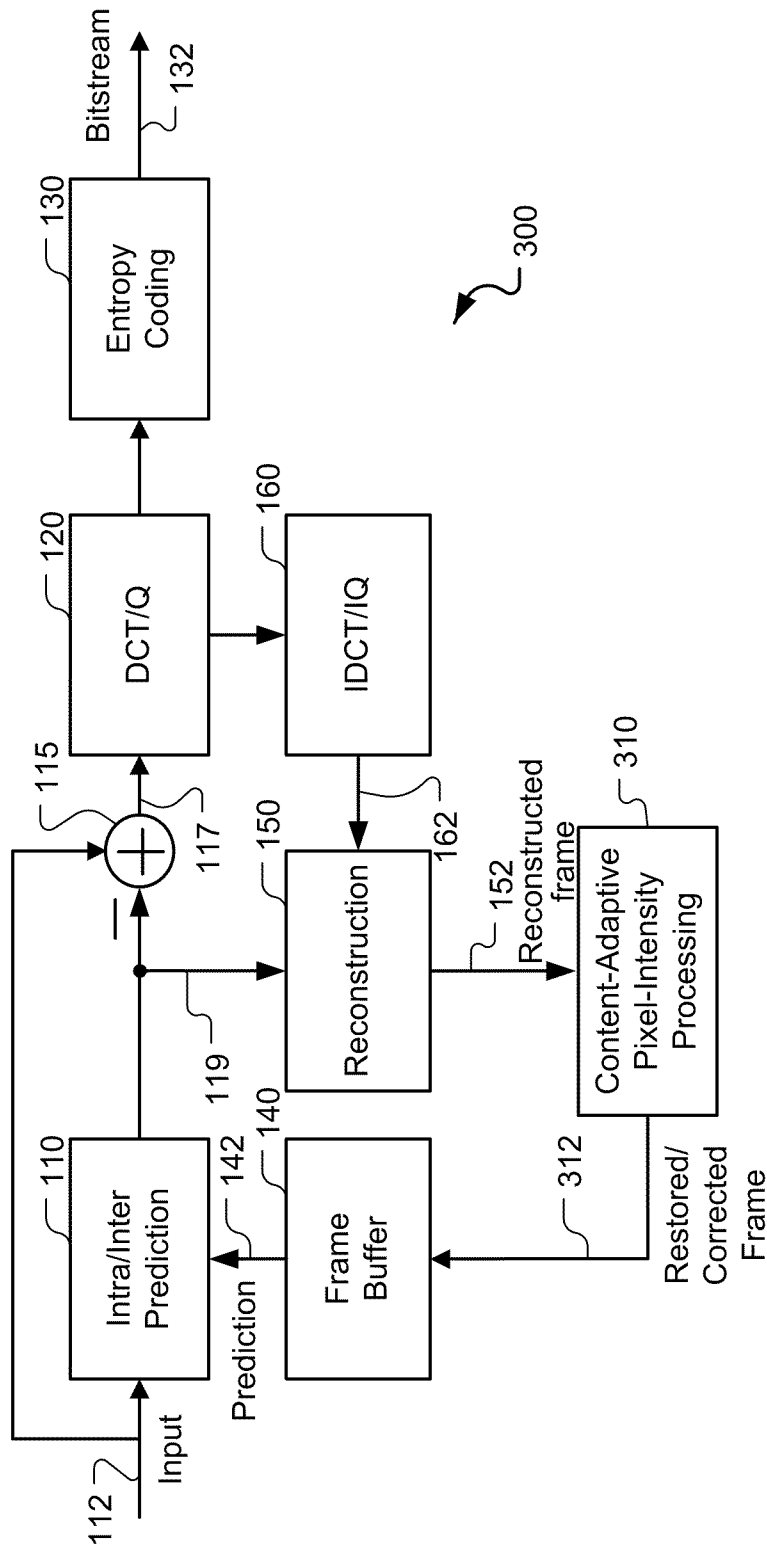 115
110
120
130
Bitstream
112
Input
Intra/Inter
Prediction
−
+
117
DCT/Q
Entropy
Coding
132
Prediction
142
140
119
150
160
Frame
Buffer
Reconstruction
162
IDCT/IQ
300
312
152
Reconstructed
frame
310
Restored/
Corrected
Frame
Content-Adaptive
Pixel-Intensity
Processing